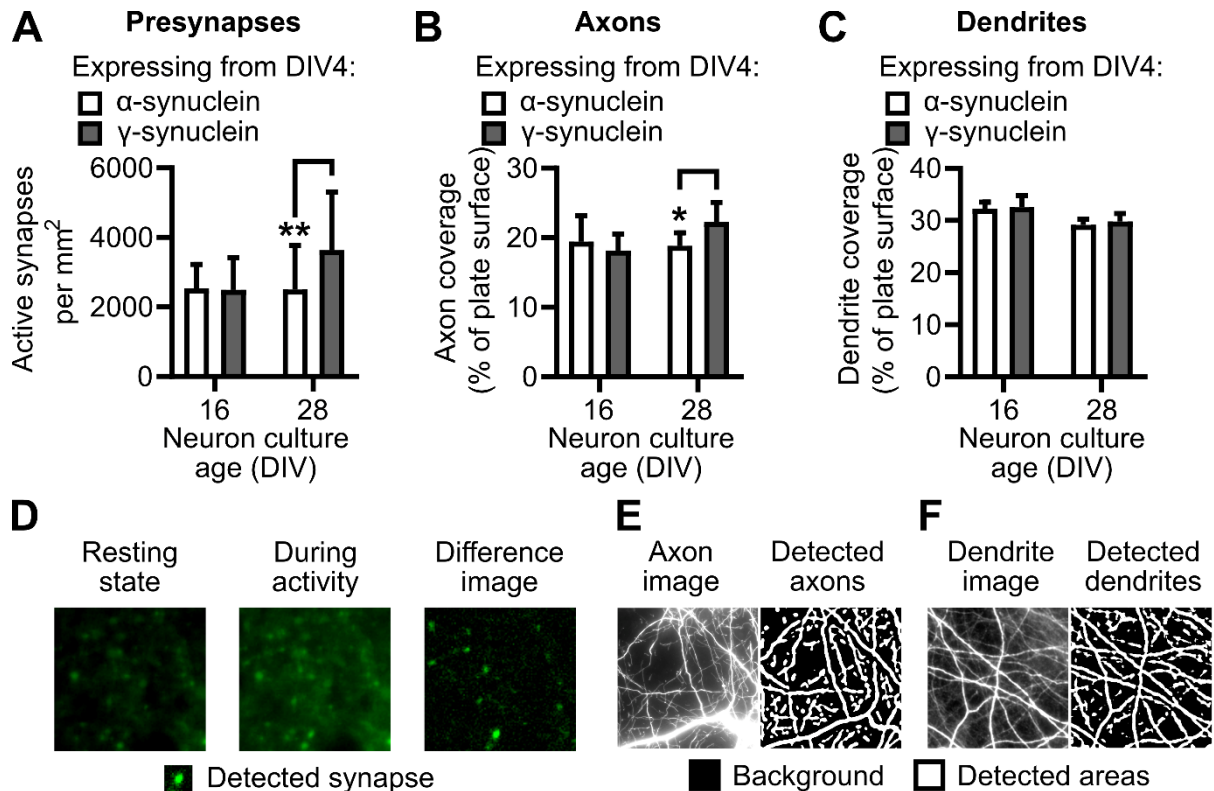 A Presynapses
Expressing from DIV4:
α-synuclein
γ-synuclein
Active synapses
per mm²
6000
4000
2000
0
**
16 28
Neuron culture
age (DIV)
B Axons
Expressing from DIV4:
α-synuclein
γ-synuclein
Axon coverage
(% of plate surface)
30
20
10
0
*
16 28
Neuron culture
age (DIV)
C Dendrites
Expressing from DIV4:
α-synuclein
γ-synuclein
Dendrite coverage
(% of plate surface)
40
30
20
10
0
16 28
Neuron culture
age (DIV)
D
Resting
state
During
activity
Difference
image
Detected synapse
E
Axon
image
Detected
axons
F
Dendrite
image
Detected
dendrites
Background
Detected areas